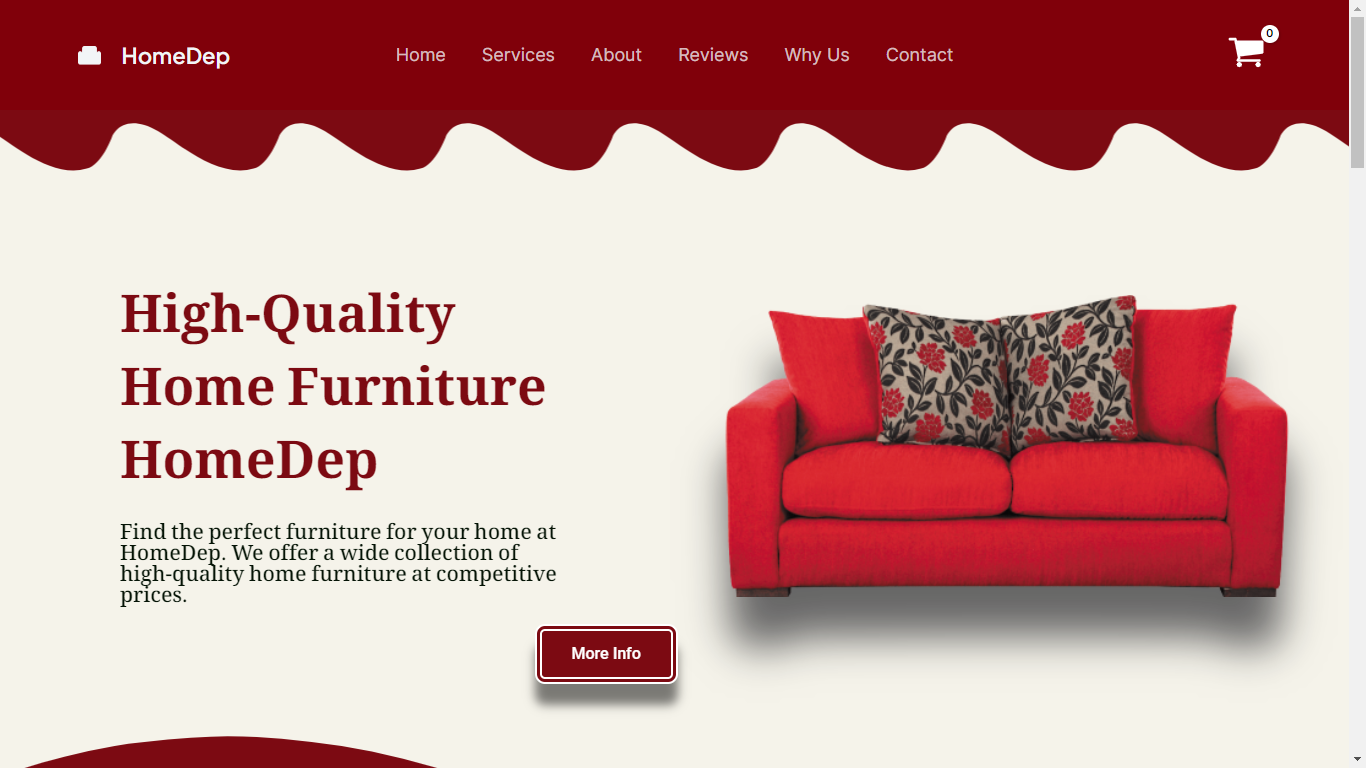 HomeDep
Home Services About Reviews Why Us Contact
0
High-Quality
Home Furniture
HomeDep
Find the perfect furniture for your home at
HomeDep. We offer a wide collection of
high-quality home furniture at competitive
prices.
More Info